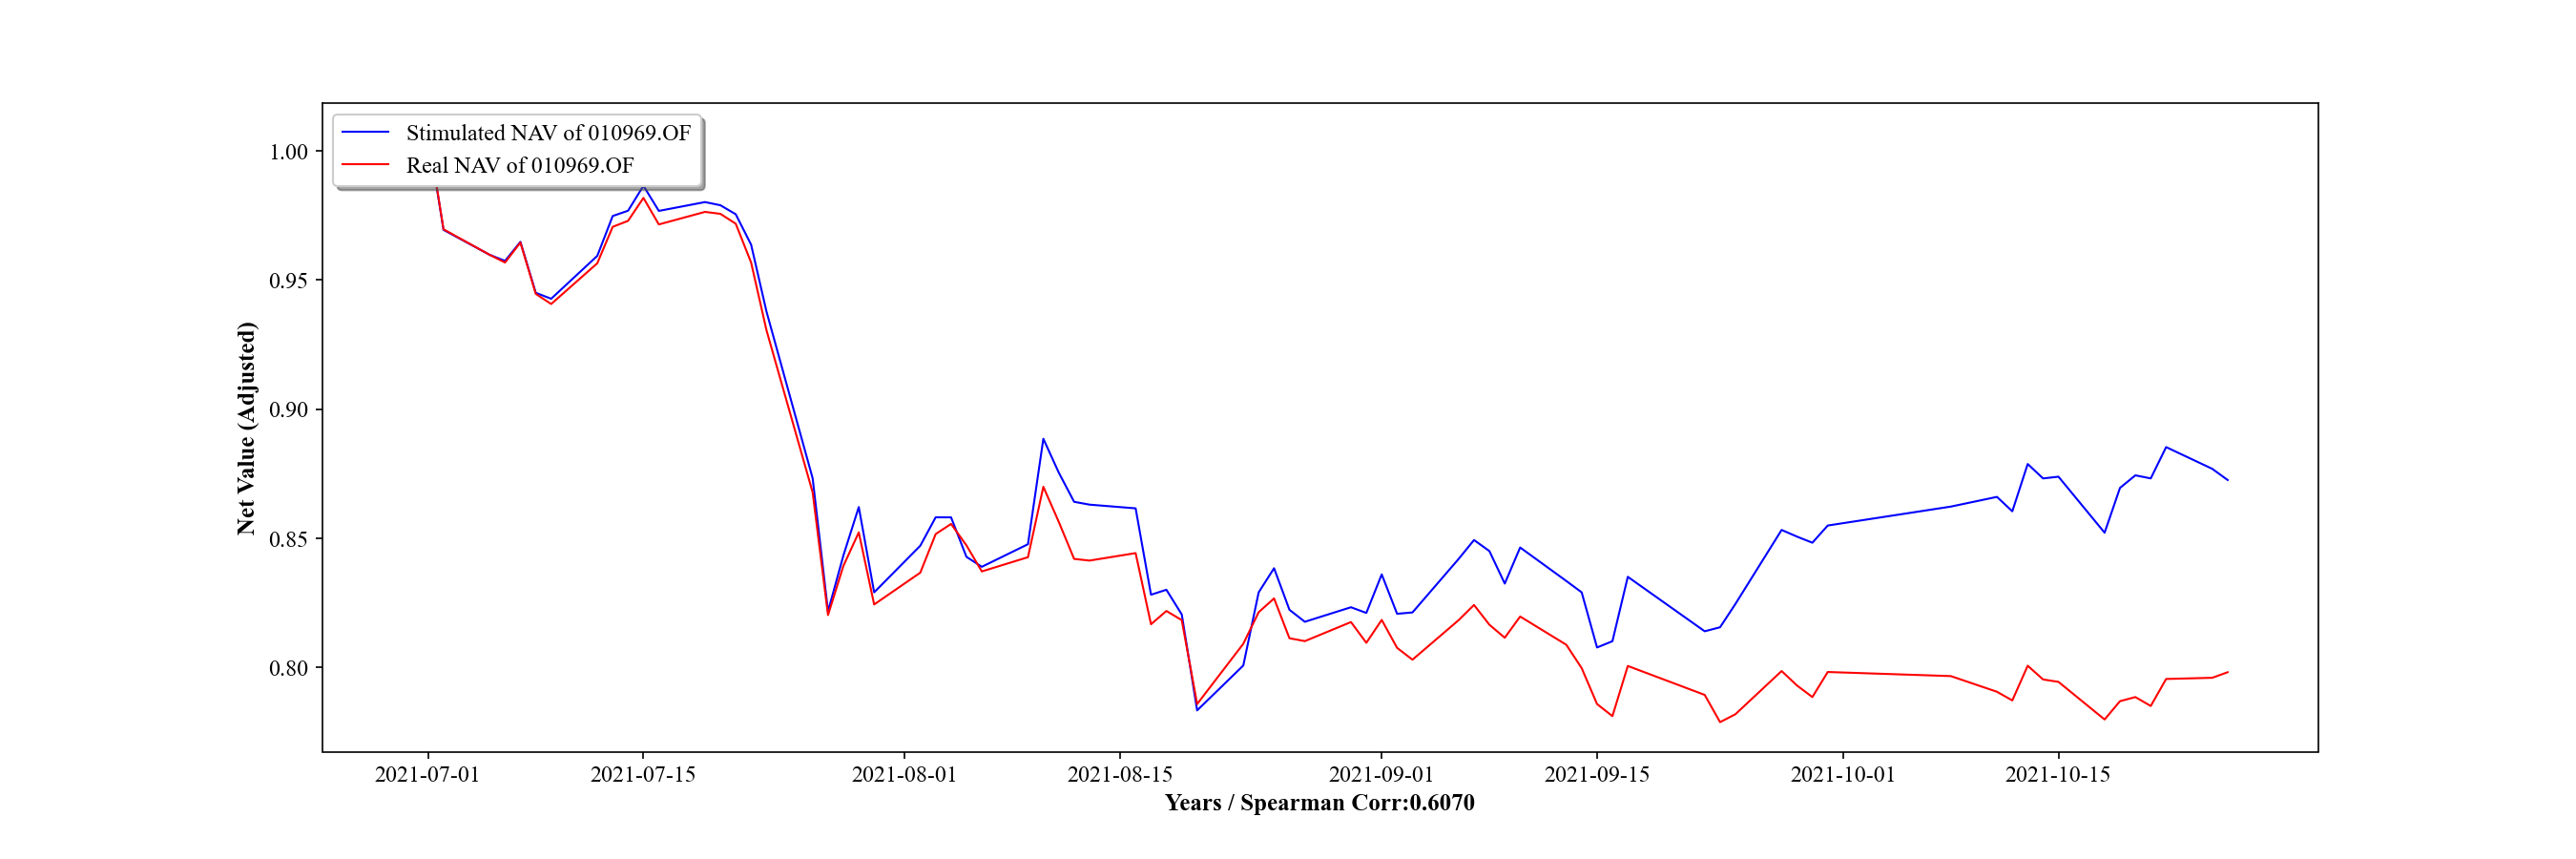 Stimulated NAV of 010969.OF
Real NAV of 010969.OF
1.00
0.95
0.90
0.85
0.80
Net Value (Adjusted)
2021-07-01 2021-07-15 2021-08-01 2021-08-15 2021-09-01 2021-09-15 2021-10-01 2021-10-15
Years / Spearman Corr:0.6070